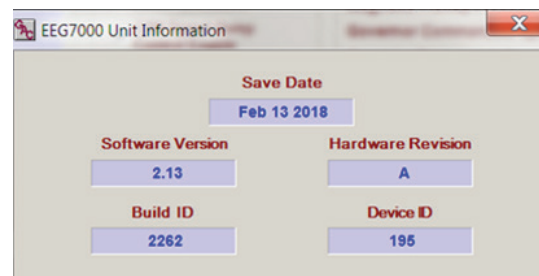 EEG7000 Unit Information
Save Date
Feb 13 2018
Software Version
Hardware Revision
2.13
A
Build ID
Device ID
2262
195